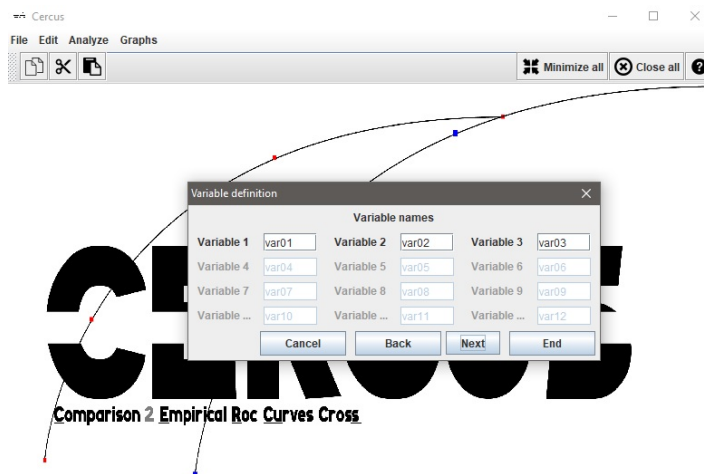 Cercus
File Edit Analyze Graphs
Minimize all Close all
Variable definition
Variable names
Variable 1 var01 Variable 2 var02 Variable 3 var03
Variable 4 var04 Variable 5 var05 Variable 6 var06
Variable 7 var07 Variable 8 var08 Variable 9 var09
Variable ... var10 Variable ... var11 Variable ... var12
Cancel Back Next End
CERCUS
Comparison 2 Empirical Roc Curves Cross